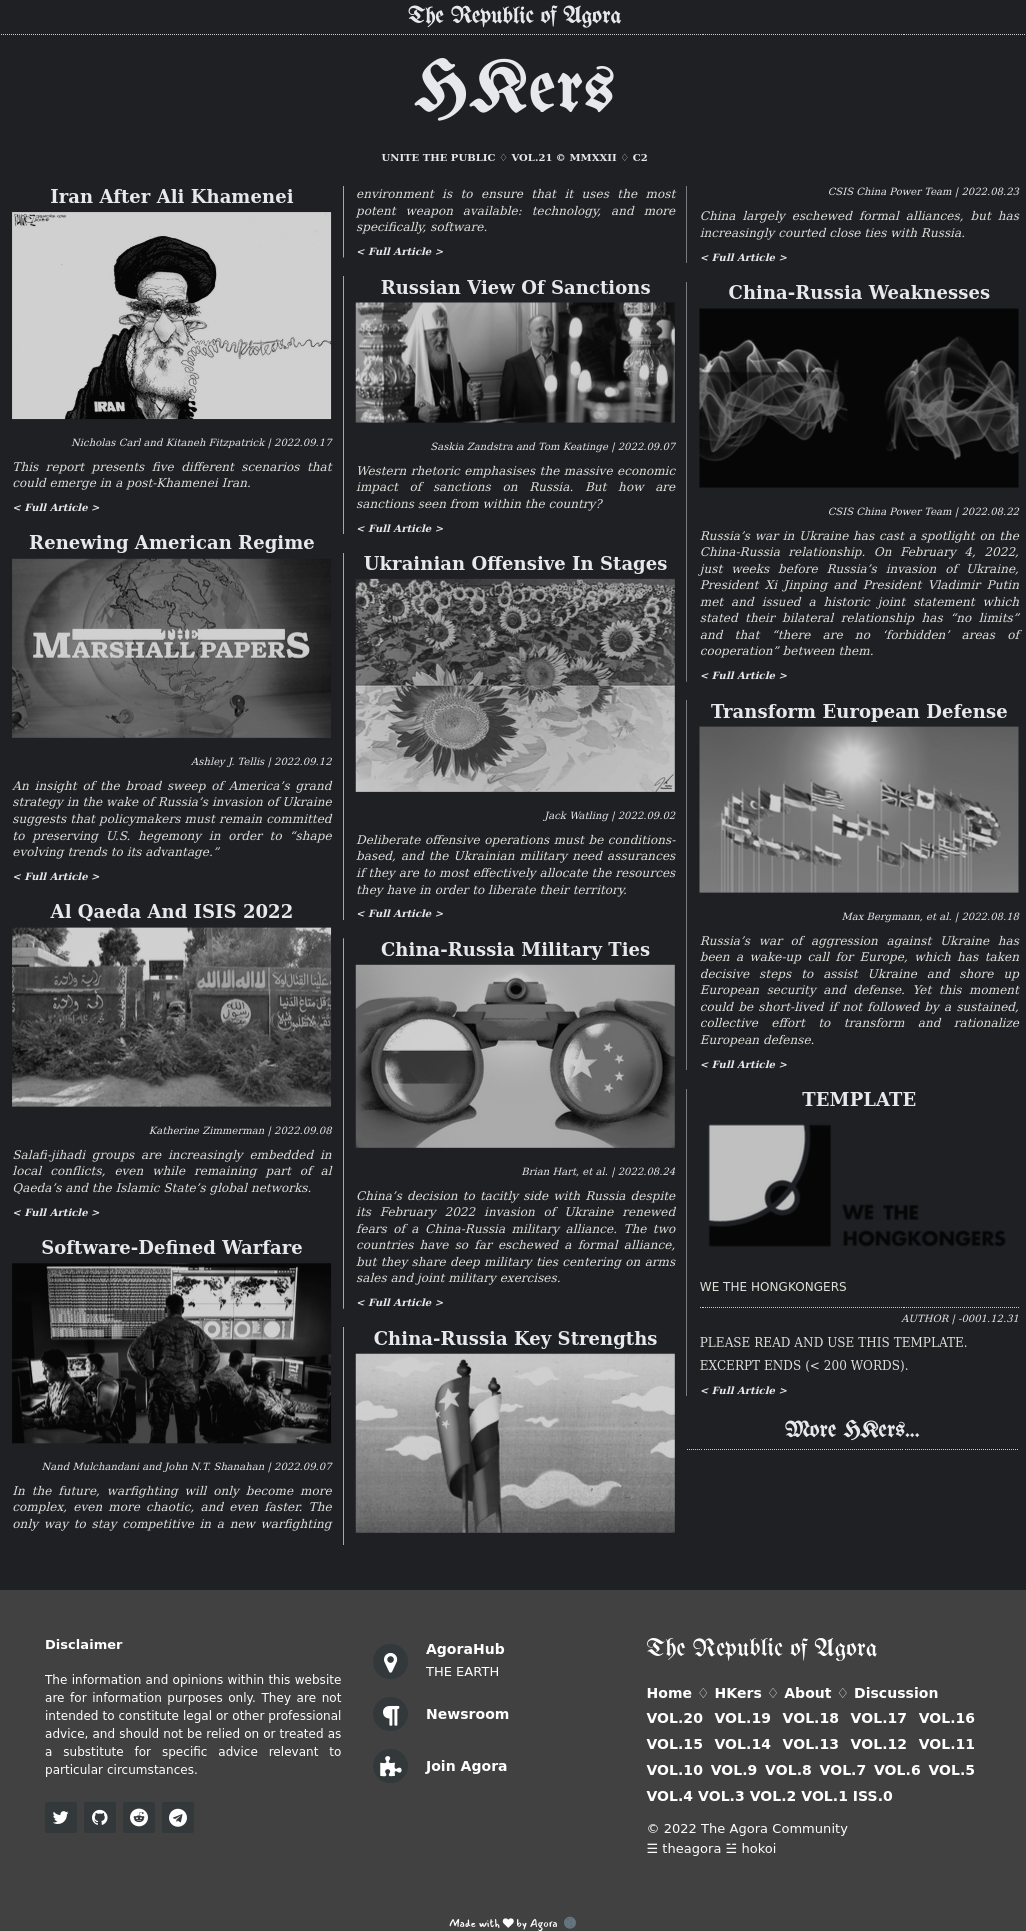 The Republic of Agora
HKers
UNITE THE PUBLIC ♢ VOL.21 © MMXXII ♢ C2
Iran After Ali Khamenei
IRAN
Nicholas Carl and Kitaneh Fitzpatrick | 2022.09.17
This report presents five different scenarios that
could emerge in a post-Khamenei Iran.
< Full Article >
Renewing American Regime
THE
MARSHALL PAPERS
Ashley J. Tellis | 2022.09.12
An insight of the broad sweep of America’s grand
strategy in the wake of Russia’s invasion of Ukraine
suggests that policymakers must remain committed
to preserving U.S. hegemony in order to “shape
evolving trends to its advantage.”
< Full Article >
Al Qaeda And ISIS 2022
Katherine Zimmerman | 2022.09.08
Salafi-jihadi groups are increasingly embedded in
local conflicts, even while remaining part of al
Qaeda’s and the Islamic State’s global networks.
< Full Article >
Software-Defined Warfare
Nand Mulchandani and John N.T. Shanahan | 2022.09.07
In the future, warfighting will only become more
complex, even more chaotic, and even faster. The
only way to stay competitive in a new warfighting
environment is to ensure that it uses the most
potent weapon available: technology, and more
specifically, software.
< Full Article >
Russian View Of Sanctions
Saskia Zandstra and Tom Keatinge | 2022.09.07
Western rhetoric emphasises the massive economic
impact of sanctions on Russia. But how are
sanctions seen from within the country?
< Full Article >
Ukrainian Offensive In Stages
Jack Watling | 2022.09.02
Deliberate offensive operations must be conditions-
based, and the Ukrainian military need assurances
if they are to most effectively allocate the resources
they have in order to liberate their territory.
< Full Article >
China-Russia Military Ties
Brian Hart, et al. | 2022.08.24
China’s decision to tacitly side with Russia despite
its February 2022 invasion of Ukraine renewed
fears of a China-Russia military alliance. The two
countries have so far eschewed a formal alliance,
but they share deep military ties centering on arms
sales and joint military exercises.
< Full Article >
China-Russia Key Strengths
CSIS China Power Team | 2022.08.23
China largely eschewed formal alliances, but has
increasingly courted close ties with Russia.
< Full Article >
China-Russia Weaknesses
CSIS China Power Team | 2022.08.22
Russia’s war in Ukraine has cast a spotlight on the
China-Russia relationship. On February 4, 2022,
just weeks before Russia’s invasion of Ukraine,
President Xi Jinping and President Vladimir Putin
met and issued a historic joint statement which
stated their bilateral relationship has “no limits”
and that “there are no ‘forbidden’ areas of
cooperation” between them.
< Full Article >
Transform European Defense
Max Bergmann, et al. | 2022.08.18
Russia’s war of aggression against Ukraine has
been a wake-up call for Europe, which has taken
decisive steps to assist Ukraine and shore up
European security and defense. Yet this moment
could be short-lived if not followed by a sustained,
collective effort to transform and rationalize
European defense.
< Full Article >
TEMPLATE
WE THE
HONGKONGERS
WE THE HONGKONGERS
AUTHOR | -0001.12.31
PLEASE READ AND USE THIS TEMPLATE.
EXCERPT ENDS (< 200 WORDS).
< Full Article >
More HKers...
Disclaimer
The information and opinions within this website
are for information purposes only. They are not
intended to constitute legal or other professional
advice, and should not be relied on or treated as
a substitute for specific advice relevant to
particular circumstances.
AgoraHub
THE EARTH
Newsroom
Join Agora
The Republic of Agora
Home ♢ HKers ♢ About ♢ Discussion
VOL.20 VOL.19 VOL.18 VOL.17 VOL.16
VOL.15 VOL.14 VOL.13 VOL.12 VOL.11
VOL.10 VOL.9 VOL.8 VOL.7 VOL.6 VOL.5
VOL.4 VOL.3 VOL.2 VOL.1 ISS.0
© 2022 The Agora Community
☰ theagora ☱ hokoi
Made with ♥ by Agora